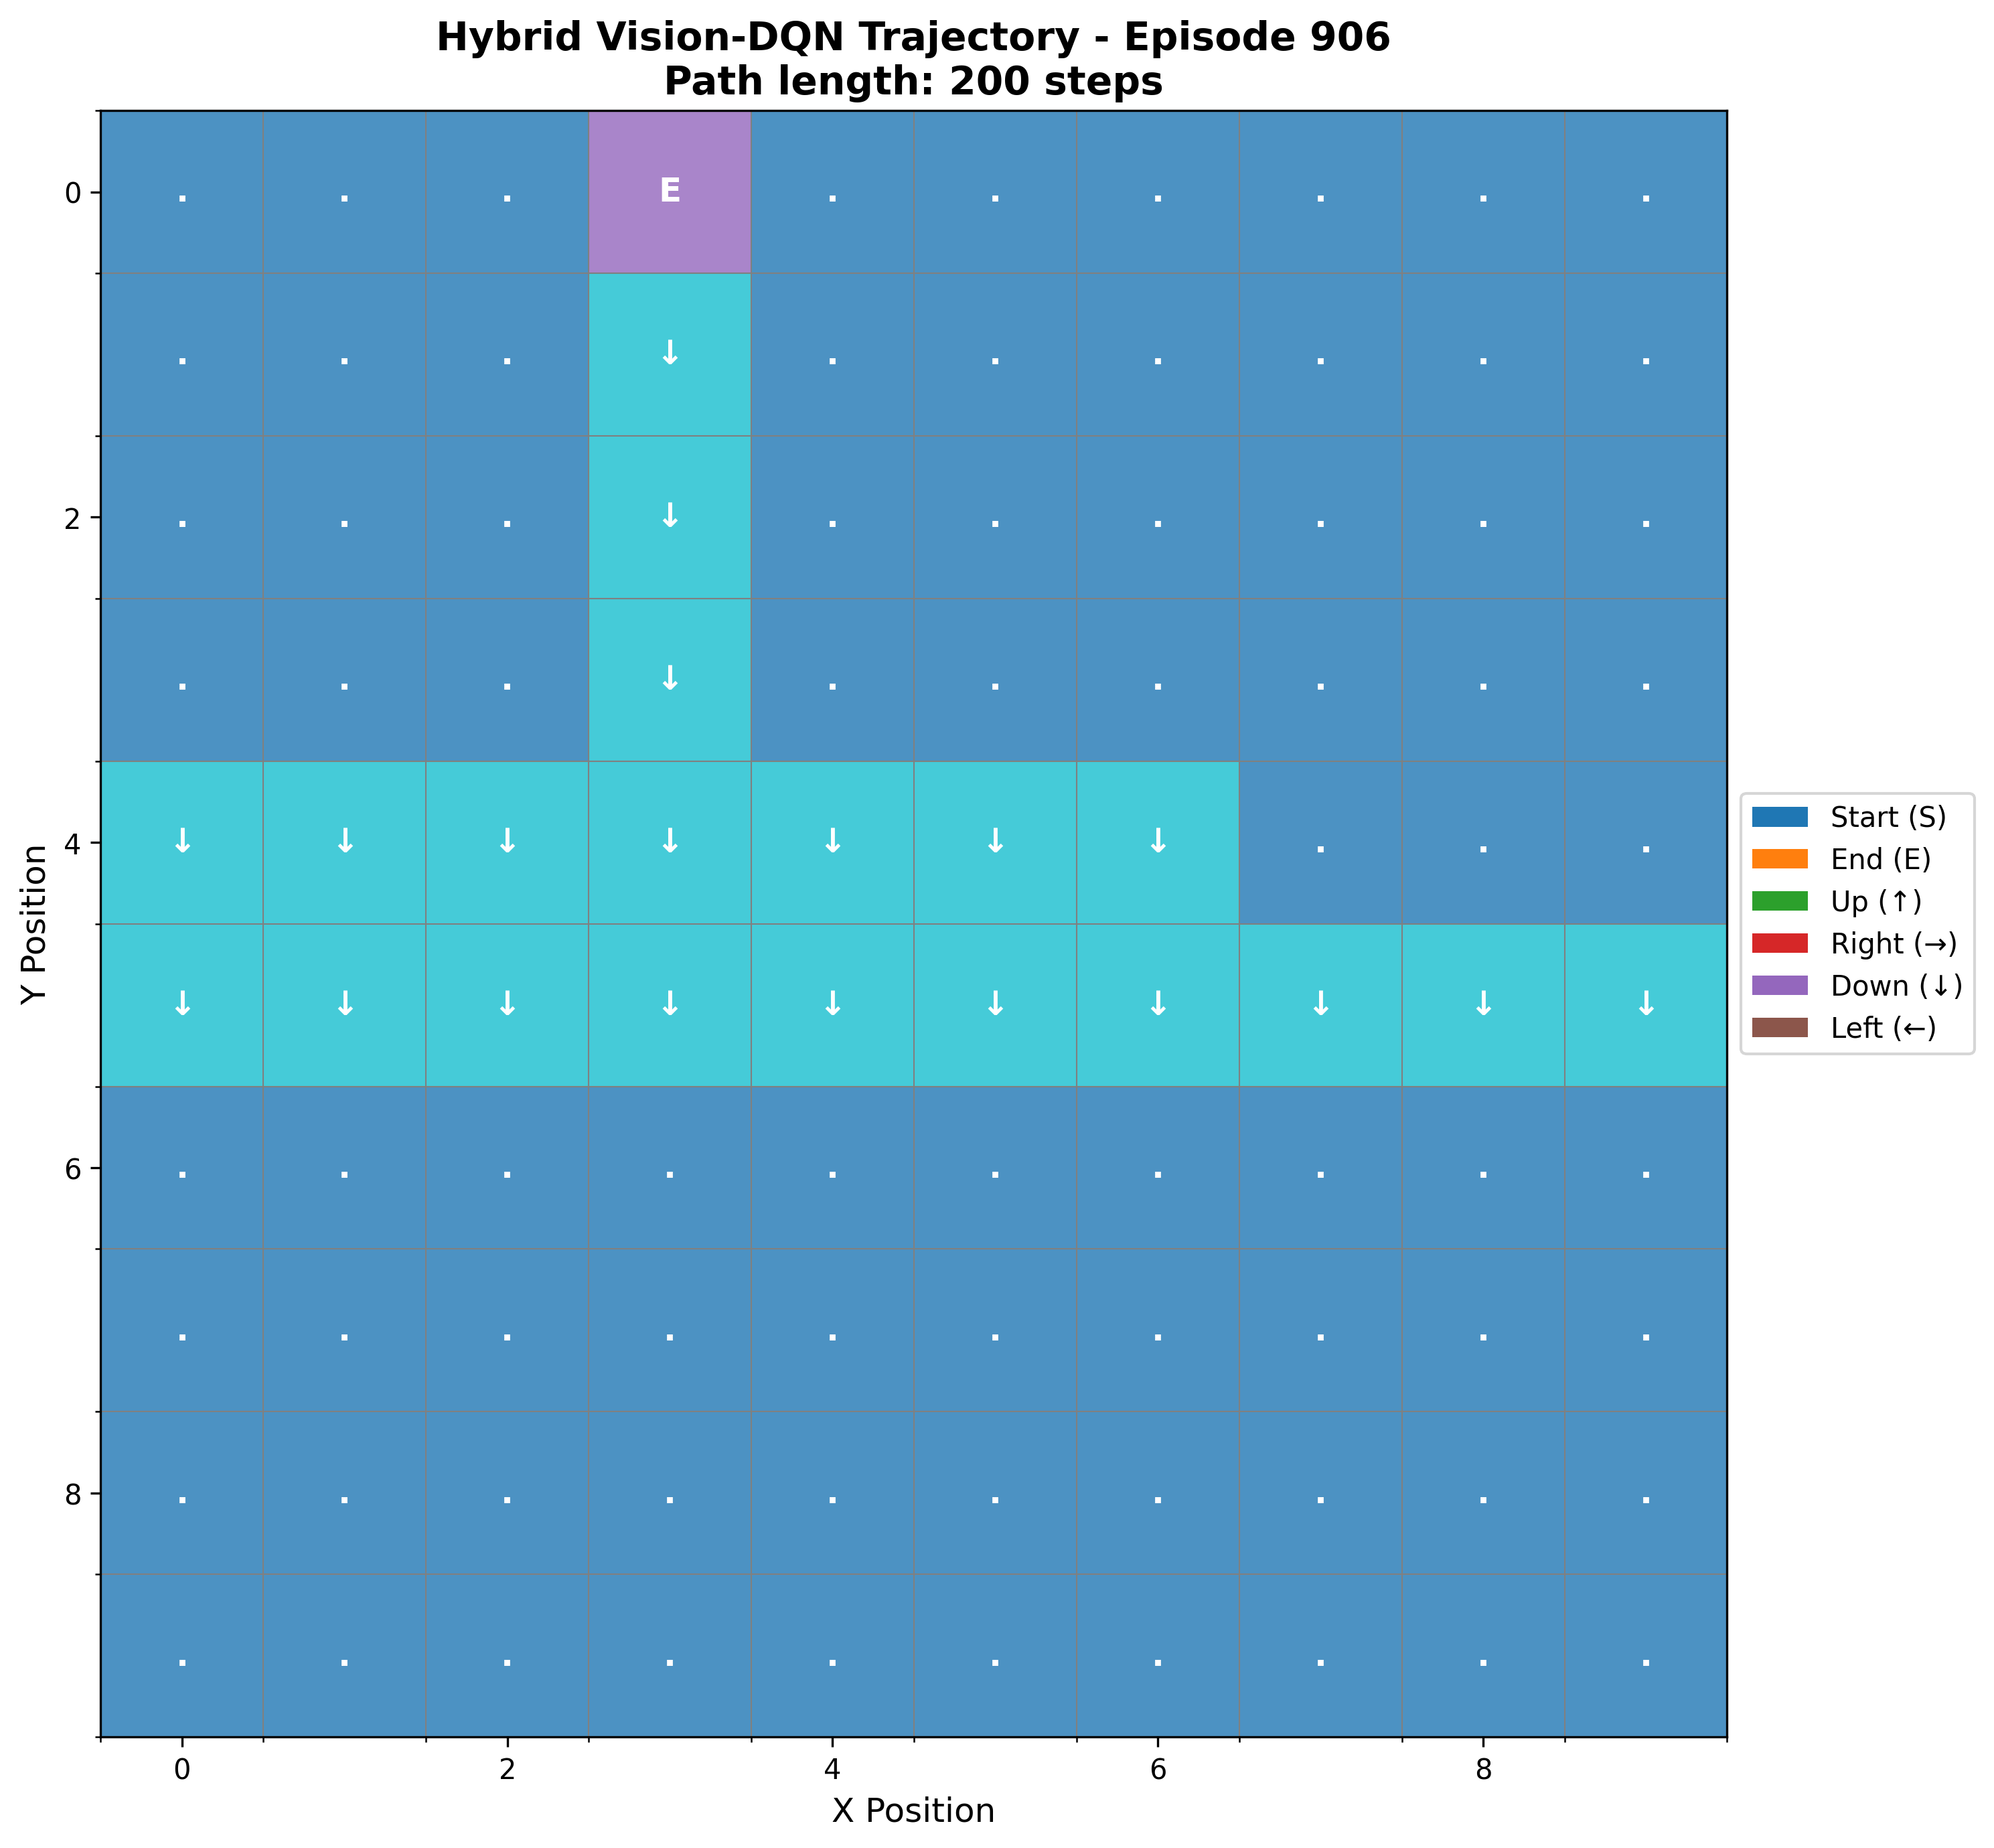 Hybrid Vision-DQN Trajectory - Episode 906
Path length: 200 steps
0 . . . E . . . . . .
. . . ↓ . . . . . .
2 . . . ↓ . . . . . .
. . . ↓ . . . . . .
4 ↓ ↓ ↓ ↓ ↓ ↓ ↓ . . .
↓ ↓ ↓ ↓ ↓ ↓ ↓ ↓ ↓ ↓
6 . . . . . . . . . .
. . . . . . . . . .
8 . . . . . . . . . .
. . . . . . . . . .
0 2 4 6 8
X Position
Y Position
Start (S)
End (E)
Up (↑)
Right (→)
Down (↓)
Left (←)